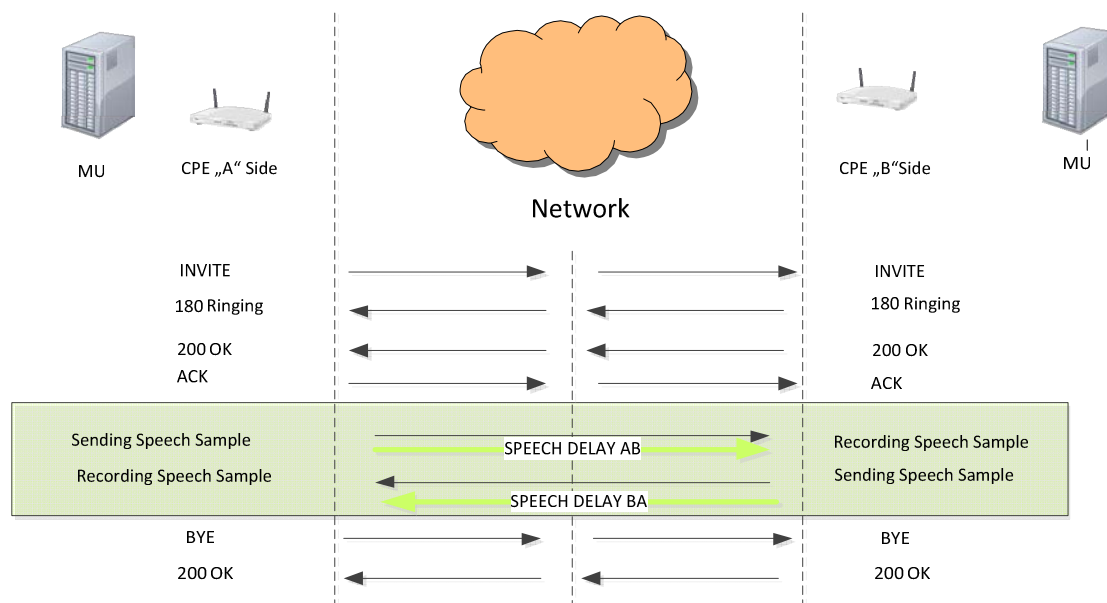 MU
CPE „A“ Side
Network
CPE „B“Side
MU
INVITE
INVITE
180 Ringing
180 Ringing
200 OK
200 OK
ACK
ACK
Sending Speech Sample
SPEECH DELAY AB
Recording Speech Sample
Recording Speech Sample
SPEECH DELAY BA
Sending Speech Sample
BYE
BYE
200 OK
200 OK